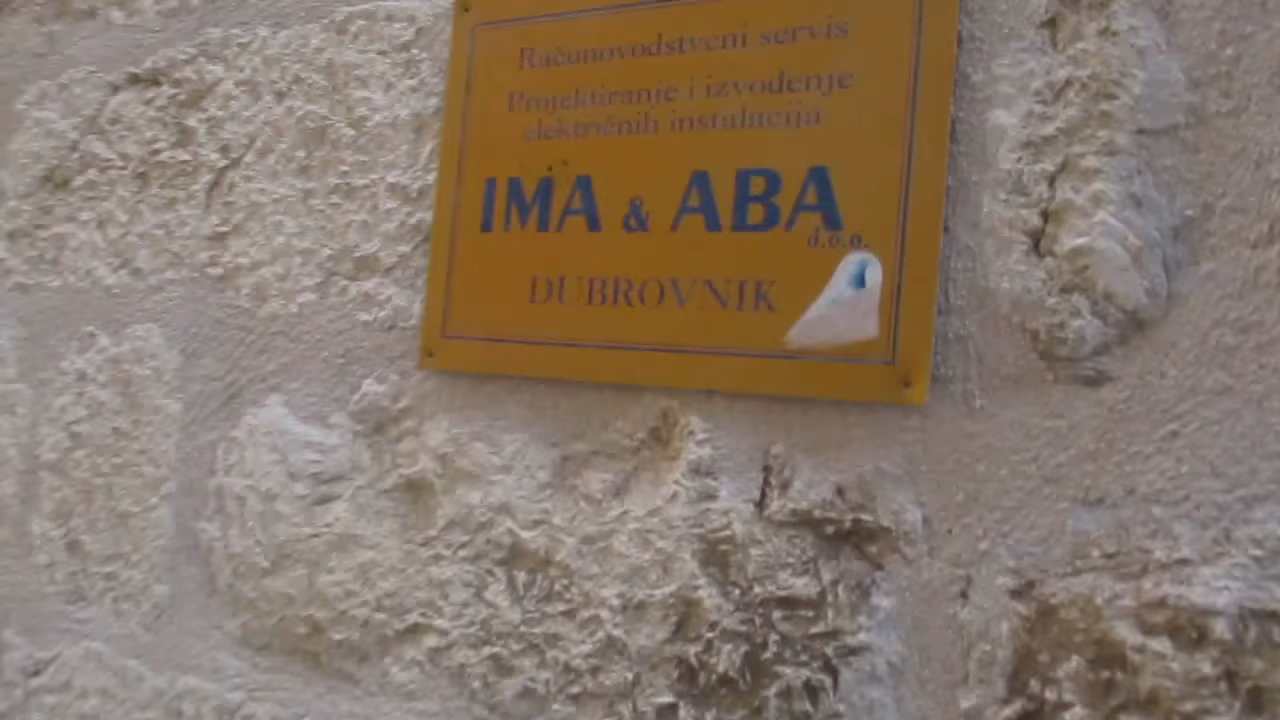 Računovodstveni servis
Projektiranje i izvođenje
električnih instalacija
IMA & ABA
d.o.o.
DUBROVNIK